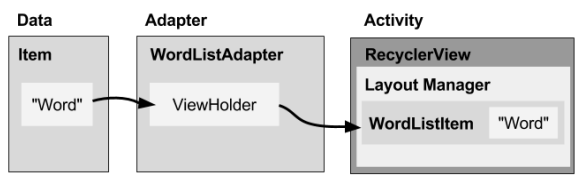 Data
Adapter
Activity
Item
WordListAdapter
RecyclerView
"Word"
ViewHolder
Layout Manager
WordListItem
"Word"